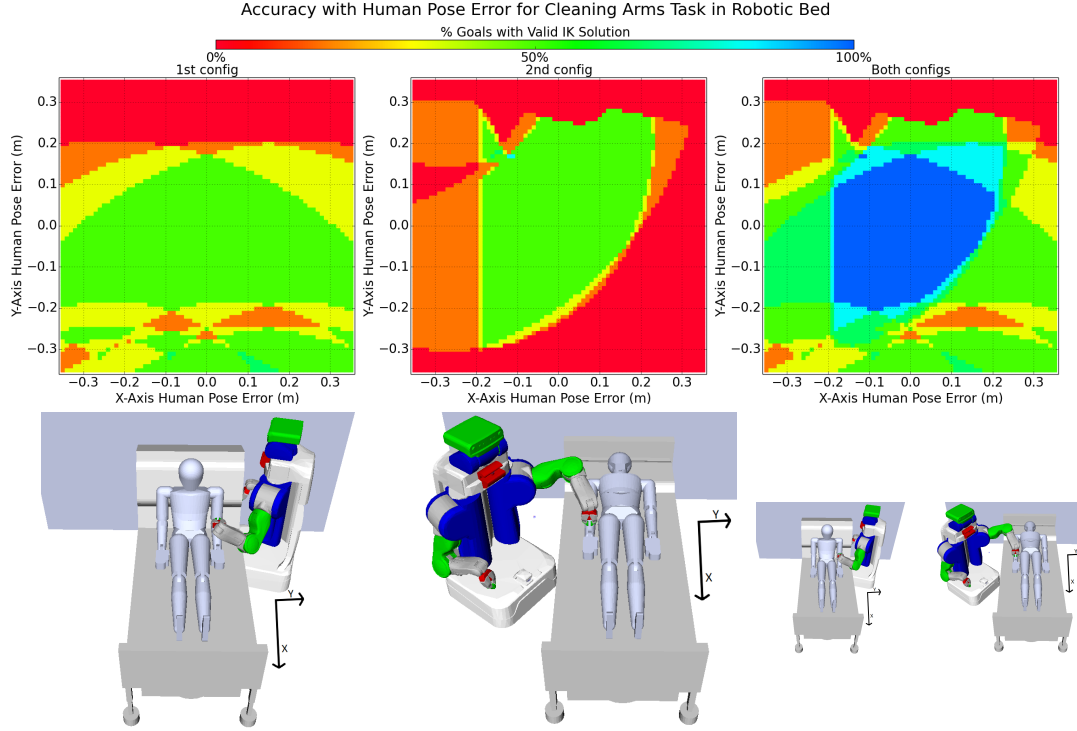 Accuracy with Human Pose Error for Cleaning Arms Task in Robotic Bed
% Goals with Valid IK Solution
0% 50% 100%
1st config 2nd config Both configs
Y-Axis Human Pose Error (m)
0.3
0.2
0.1
0.0
−0.1
−0.2
−0.3
−0.3 −0.2 −0.1 0.0 0.1 0.2 0.3
X-Axis Human Pose Error (m)
Y-Axis Human Pose Error (m)
0.3
0.2
0.1
0.0
−0.1
−0.2
−0.3
−0.3 −0.2 −0.1 0.0 0.1 0.2 0.3
X-Axis Human Pose Error (m)
Y-Axis Human Pose Error (m)
0.3
0.2
0.1
0.0
−0.1
−0.2
−0.3
−0.3 −0.2 −0.1 0.0 0.1 0.2 0.3
X-Axis Human Pose Error (m)
Y
X
Y
X
X
X